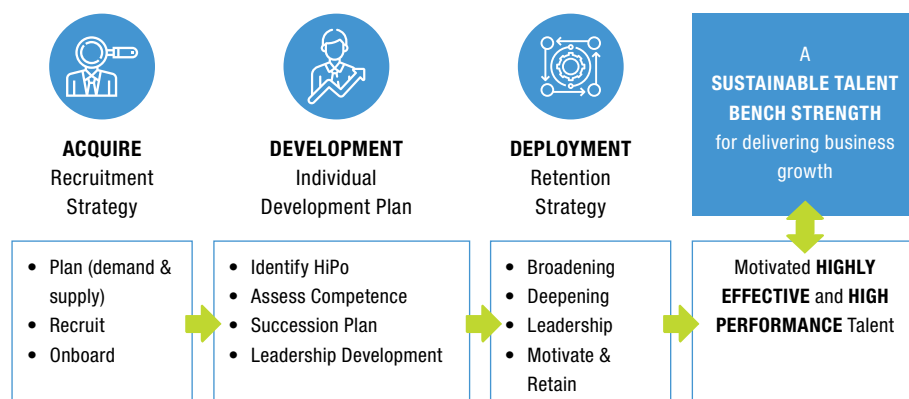 ACQUIRE
Recruitment
Strategy
DEVELOPMENT
Individual
Development Plan
DEPLOYMENT
Retention
Strategy
A
SUSTAINABLE TALENT
BENCH STRENGTH
for delivering business
growth
• Plan (demand &
supply)
• Recruit
• Onboard
• Identify HiPo
• Assess Competence
• Succession Plan
• Leadership Development
• Broadening
• Deepening
• Leadership
• Motivate &
Retain
Motivated HIGHLY
EFFECTIVE and HIGH
PERFORMANCE Talent